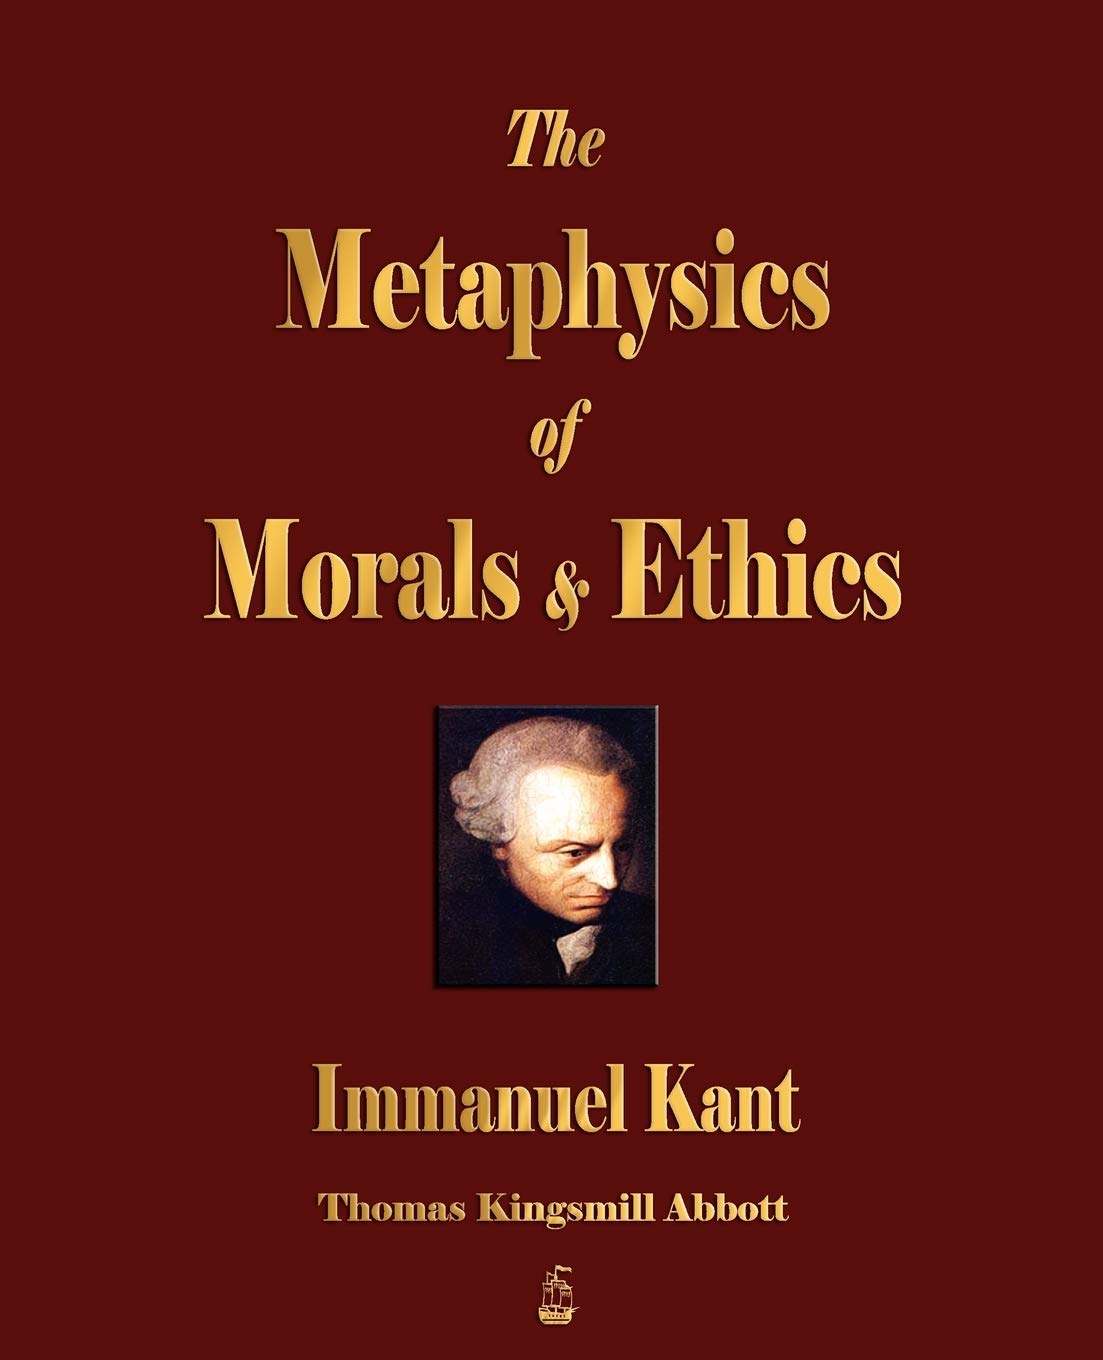 The
Metaphysics
of
Morals & Ethics
Immanuel Kant
Thomas Kingsmill Abbott